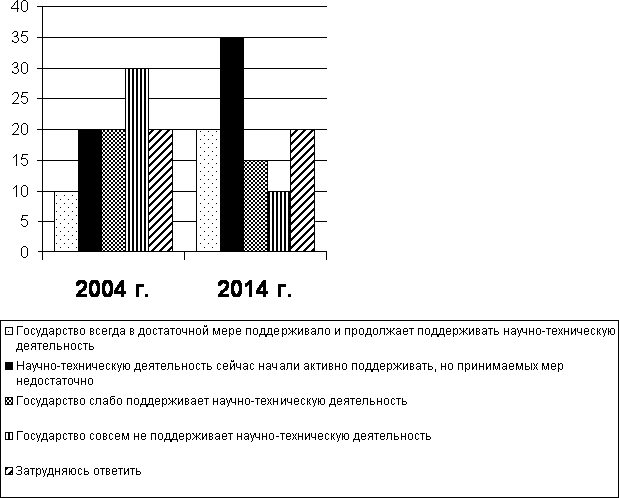 40
35
30
25
20
15
10
5
0
2004 г.
2014 г.
Государство всегда в достаточной мере поддерживало и продолжает поддерживать научно-техническую
деятельность
Научно-техническую деятельность сейчас начали активно поддерживать, но принимаемых мер
недостаточно
Государство слабо поддерживает научно-техническую деятельность
Государство совсем не поддерживает научно-техническую деятельность
Затрудняюсь ответить